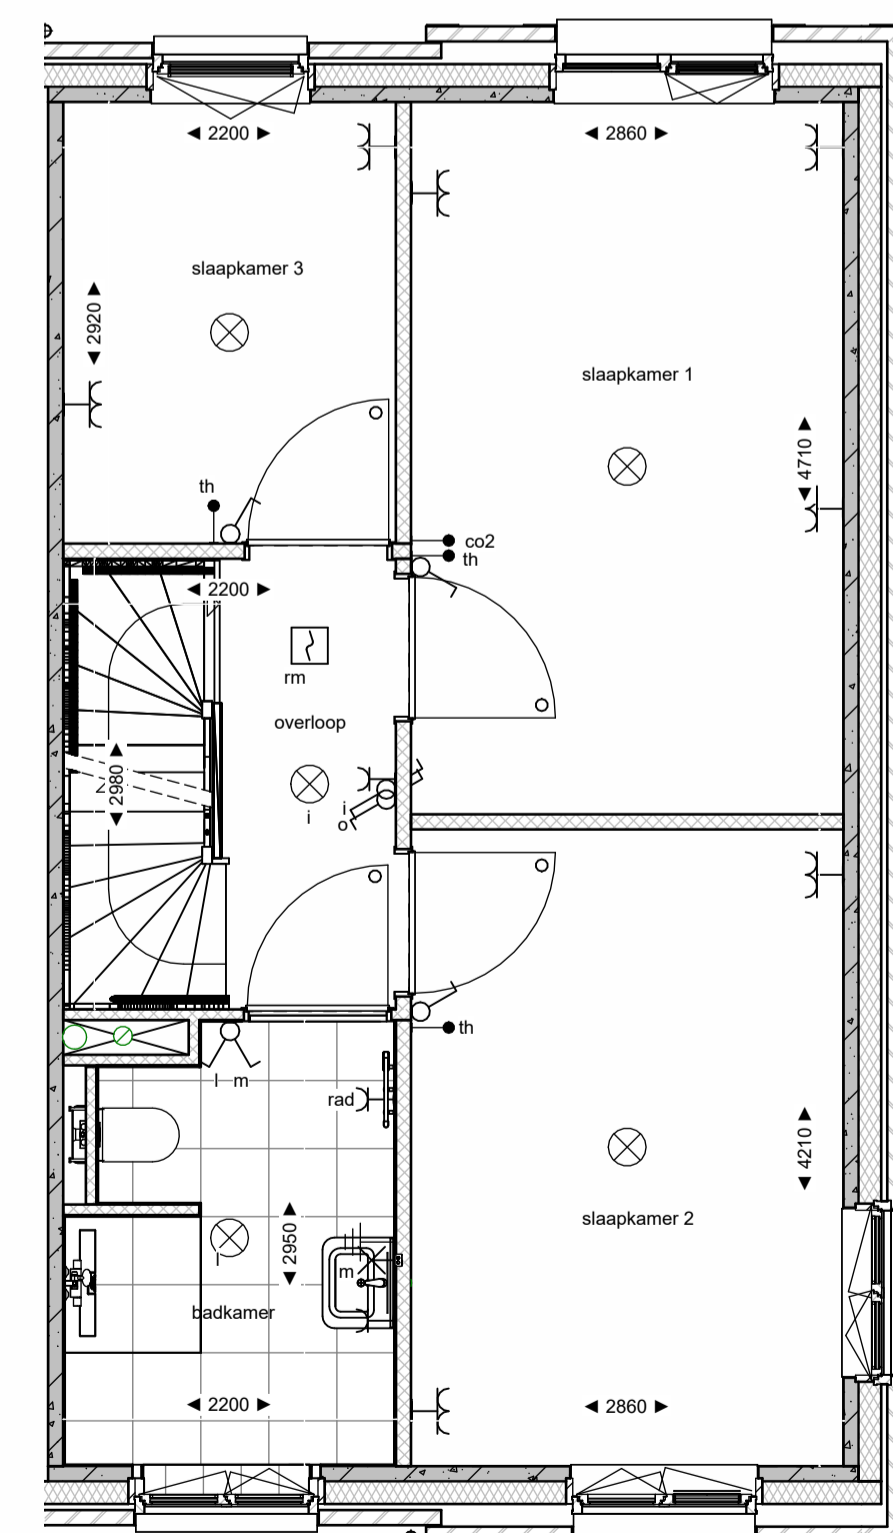 2200
2860
slaapkamer 3
2920
slaapkamer 1
4710
th
co2
th
2200
rm
overloop
2980
i
i
o
th
l m
rad
4210
2950
slaapkamer 2
l
m
badkamer
2200
2860